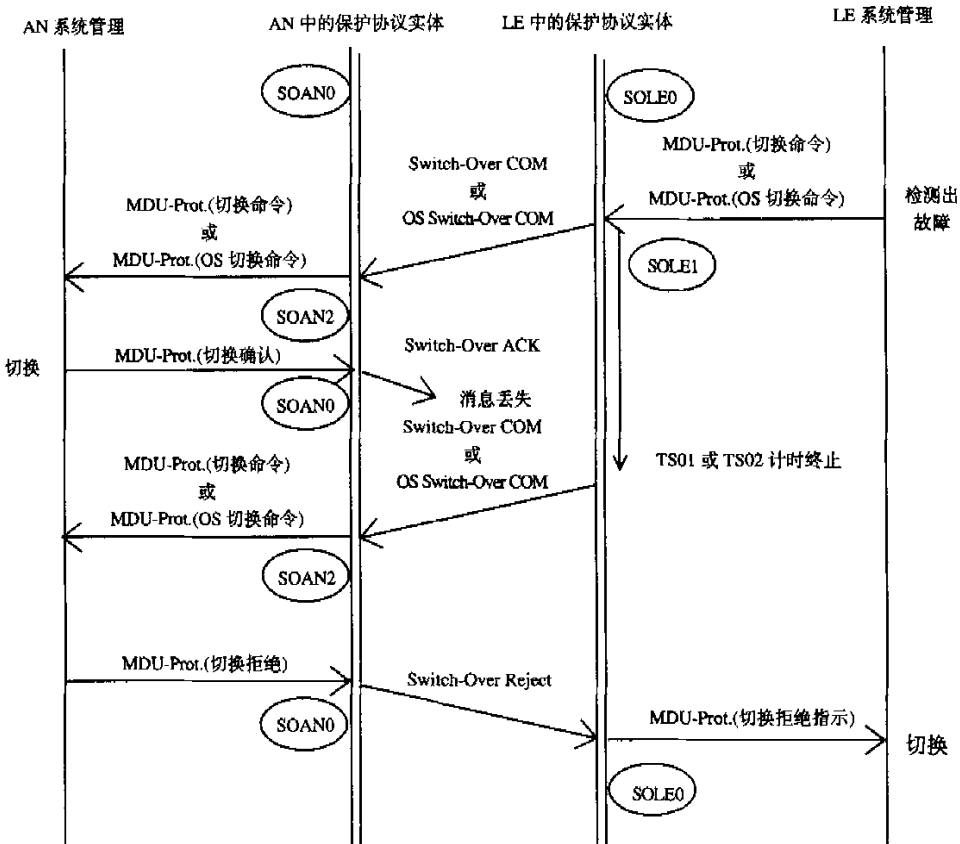 AN 系统管理
AN 中的保护协议实体
LE 中的保护协议实体
LE 系统管理
SOAN0
SOLE0
MDU-Prot.(切换命令)
或
MDU-Prot.(OS 切换命令)
检测出
故障
Switch-Over COM
或
OS Switch-Over COM
MDU-Prot.(切换命令)
或
MDU-Prot.(OS 切换命令)
SOLE1
SOAN2
切换
MDU-Prot.(切换确认)
Switch-Over ACK
SOAN0
消息丢失
Switch-Over COM
或
OS Switch-Over COM
TS01 或 TS02 计时终止
MDU-Prot.(切换命令)
或
MDU-Prot.(OS 切换命令)
SOAN2
MDU-Prot.(切换拒绝)
Switch-Over Reject
SOAN0
MDU-Prot.(切换拒绝指示)
切换
SOLE0